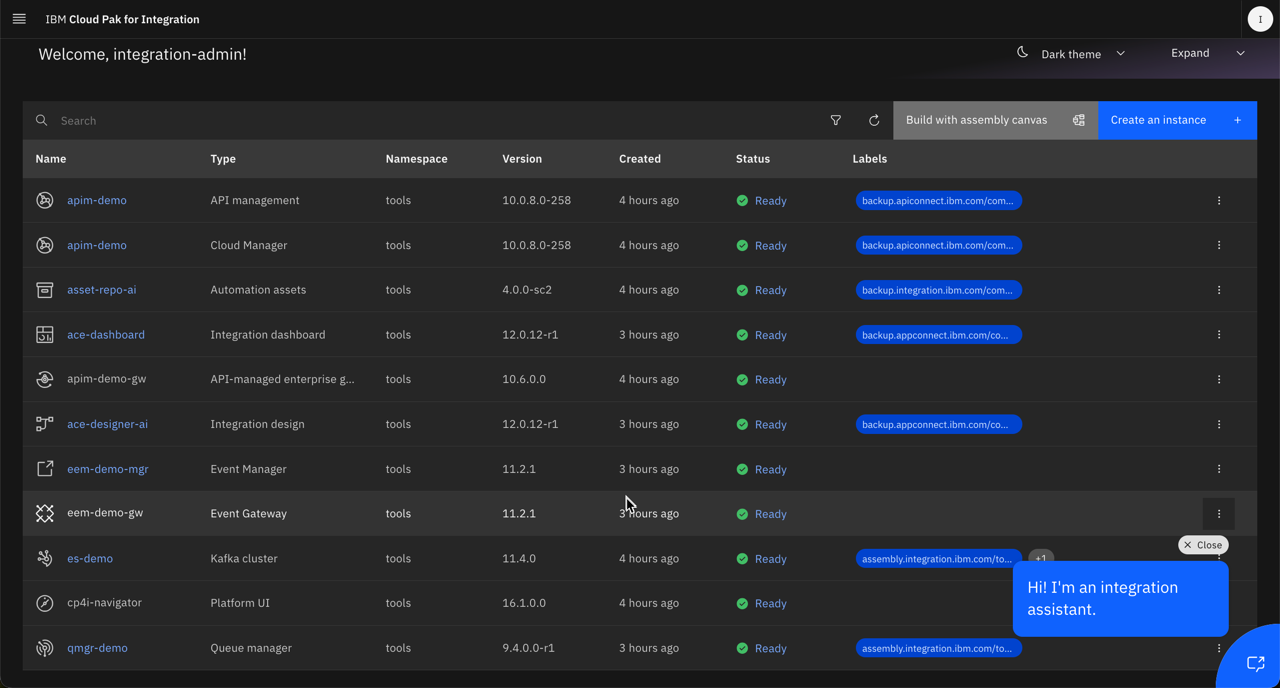 IBM Cloud Pak for Integration
I
Welcome, integration-admin!
Dark theme
Expand
Search
Build with assembly canvas
Create an instance +
Name Type Namespace Version Created Status Labels
apim-demo API management tools 10.0.8.0-258 4 hours ago Ready backup.apiconnect.ibm.com/com...
apim-demo Cloud Manager tools 10.0.8.0-258 4 hours ago Ready backup.apiconnect.ibm.com/com...
asset-repo-ai Automation assets tools 4.0.0-sc2 4 hours ago Ready backup.integration.ibm.com/com...
ace-dashboard Integration dashboard tools 12.0.12-r1 3 hours ago Ready backup.appconnect.ibm.com/co...
apim-demo-gw API-managed enterprise g... tools 10.6.0.0 4 hours ago Ready
ace-designer-ai Integration design tools 12.0.12-r1 3 hours ago Ready backup.appconnect.ibm.com/co...
eem-demo-mgr Event Manager tools 11.2.1 3 hours ago Ready
eem-demo-gw Event Gateway tools 11.2.1 3 hours ago Ready
Close
es-demo Kafka cluster tools 11.4.0 4 hours ago Ready assembly.integration.ibm.com/to... +1
Hi! I'm an integration
assistant.
cp4i-navigator Platform UI tools 16.1.0.0 4 hours ago Ready
qmgr-demo Queue manager tools 9.4.0.0-r1 3 hours ago Ready assembly.integration.ibm.com/to...